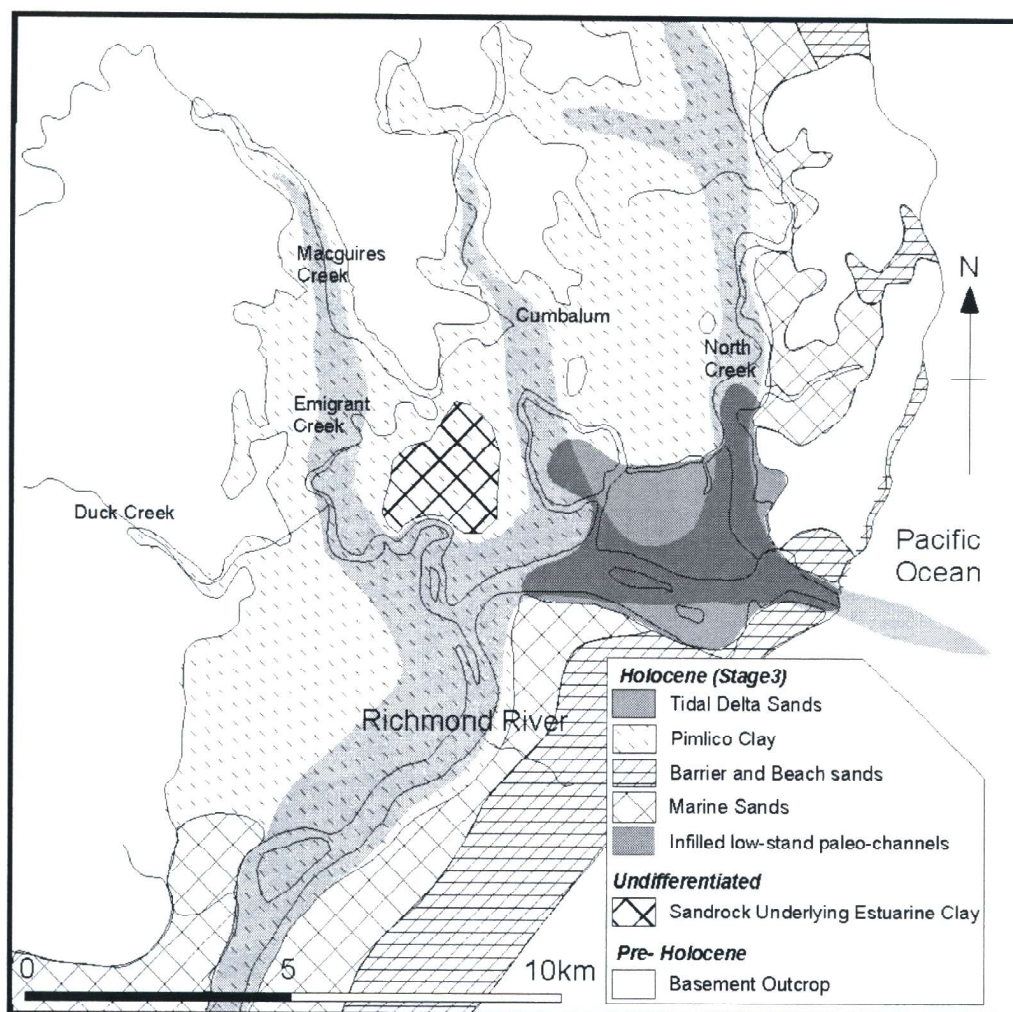 N
Macguires
Creek
Cumbalum
North
Creek
Emigrant
Creek
Duck Creek
Pacific
Ocean
Richmond River
Holocene (Stage3)
Tidal Delta Sands
Pimlico Clay
Barrier and Beach sands
Marine Sands
Infilled low-stand paleo-channels
Undifferentiated
Sandrock Underlying Estuarine Clay
Pre- Holocene
Basement Outcrop
0 5 10km